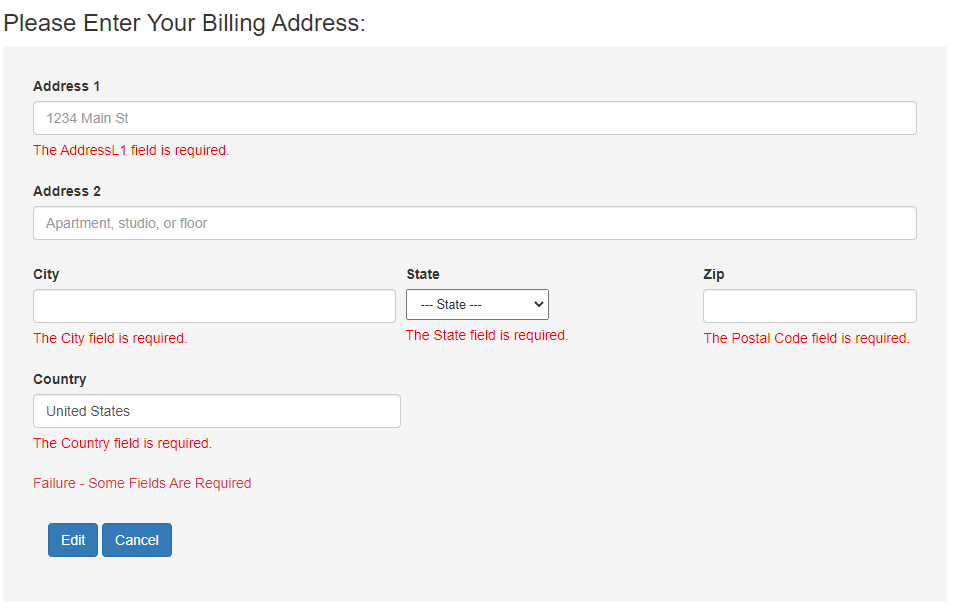 Please Enter Your Billing Address:
Address 1
1234 Main St
The AddressL1 field is required.
Address 2
Apartment, studio, or floor
City State Zip
--- State ---
The City field is required. The State field is required. The Postal Code field is required.
Country
United States
The Country field is required.
Failure - Some Fields Are Required
Edit Cancel